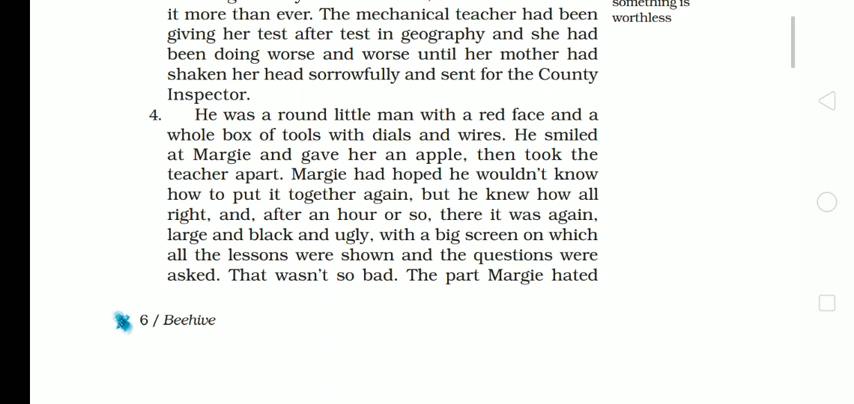 it more than ever. The mechanical teacher had been
giving her test after test in geography and she had
been doing worse and worse until her mother had
shaken her head sorrowfully and sent for the County
Inspector.
something is
worthless
4. He was a round little man with a red face and a
whole box of tools with dials and wires. He smiled
at Margie and gave her an apple, then took the
teacher apart. Margie had hoped he wouldn't know
how to put it together again, but he knew how all
right, and, after an hour or so, there it was again,
large and black and ugly, with a big screen on which
all the lessons were shown and the questions were
asked. That wasn't so bad. The part Margie hated
6 / Beehive